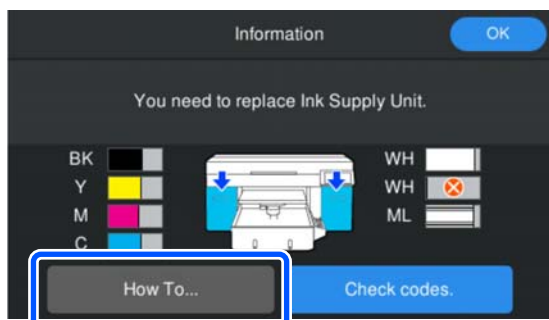 Information
OK
You need to replace Ink Supply Unit.
BK
WH
Y
WH
M
ML
C
How To...
Check codes.